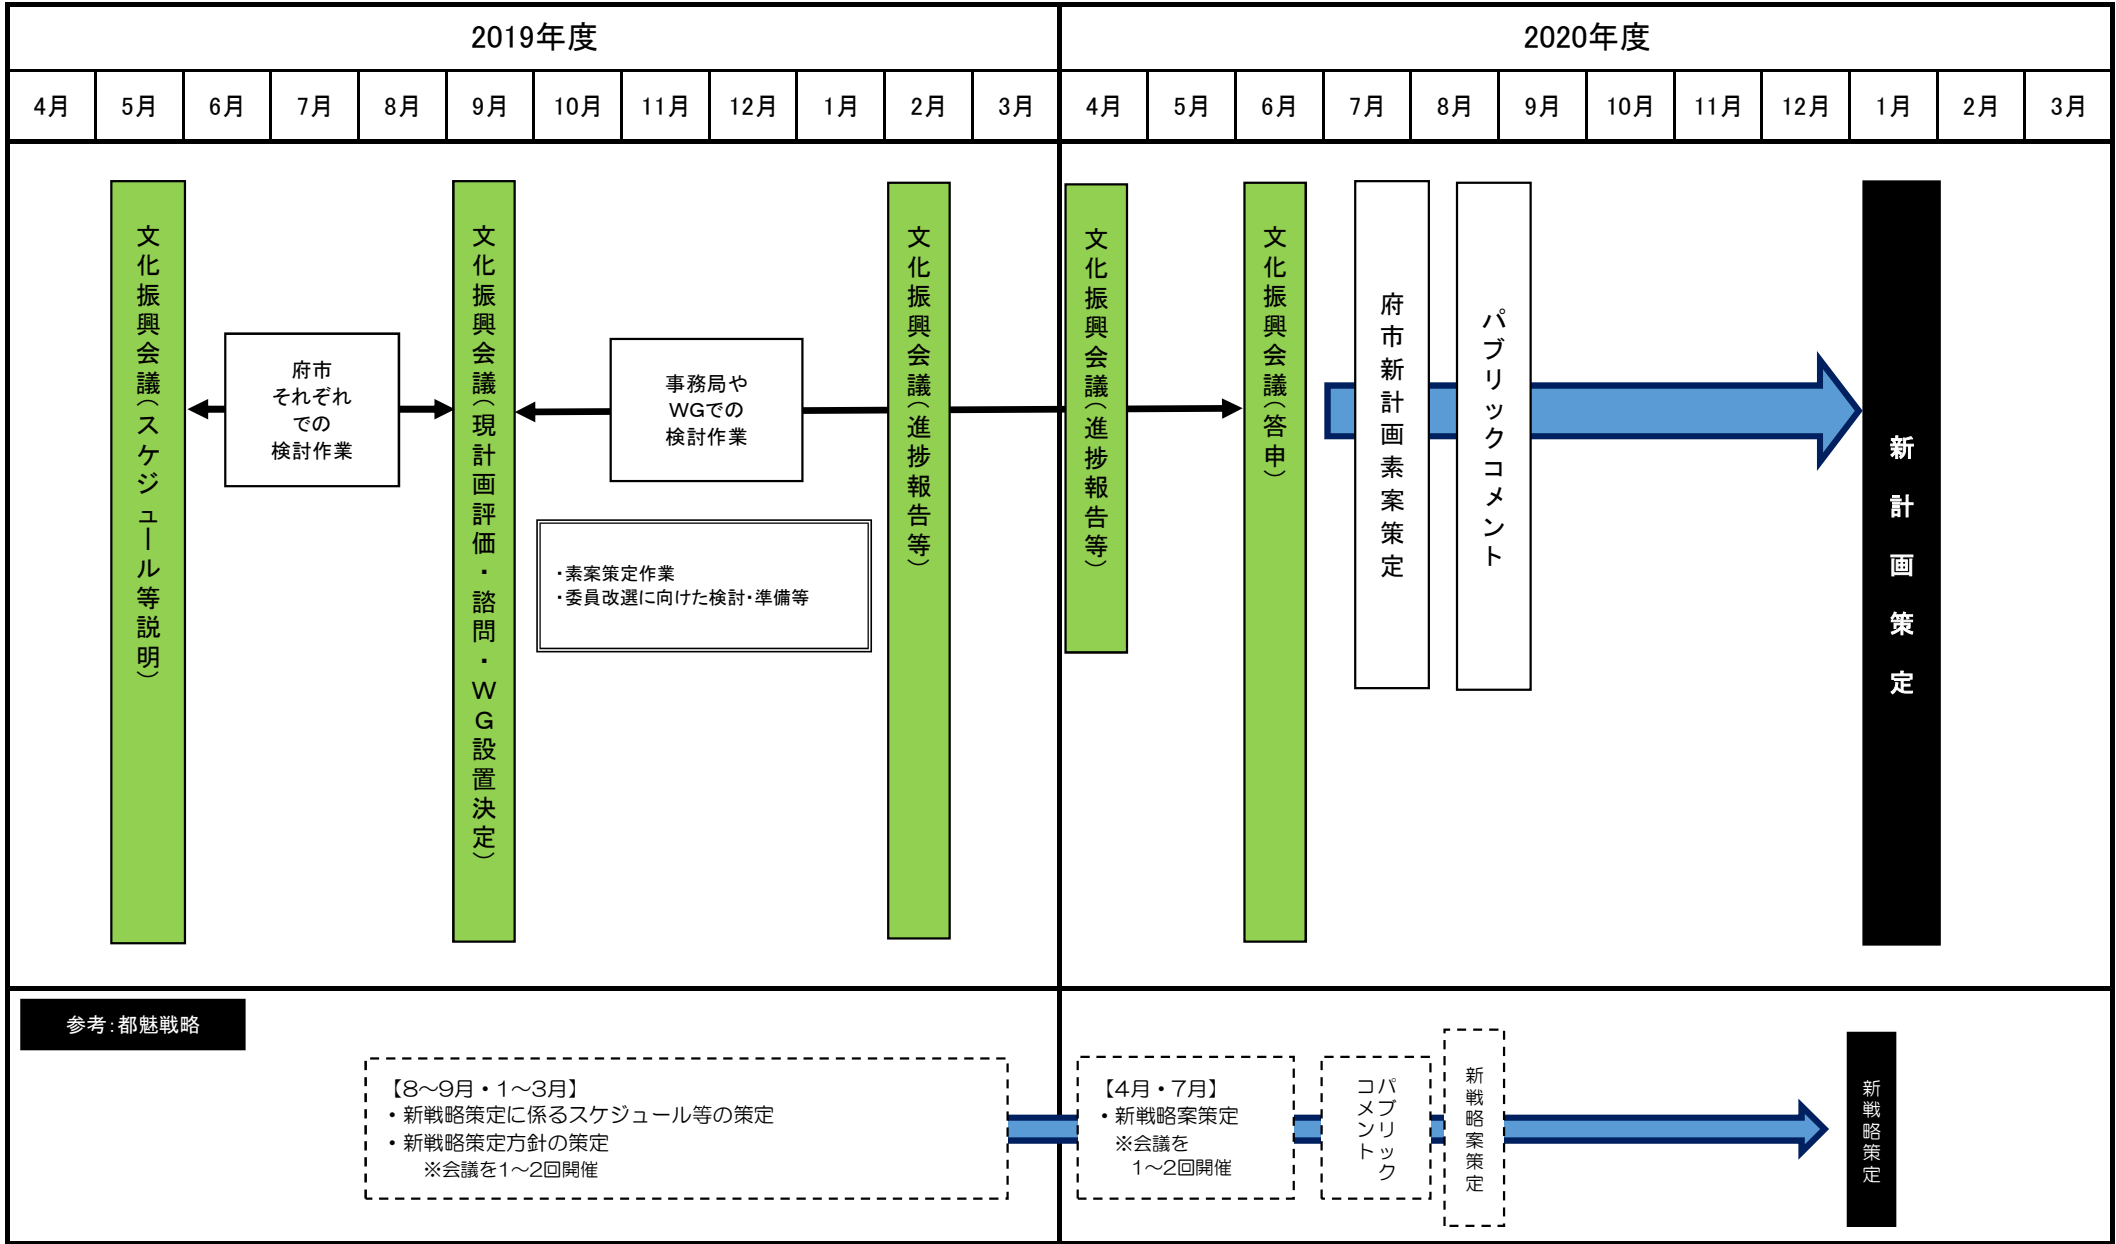 2019年度
2020年度
4月
5月
6月
7月
8月
9月
10月
11月
12月
1月
2月
3月
4月
5月
6月
7月
8月
9月
10月
11月
12月
1月
2月
3月
文化振興会議（スケジュール等説明）
府市
それぞれ
での
検討作業
文化振興会議（現計画評価・諮問・WG設置決定）
事務局や
WGでの
検討作業
・素案策定作業
・委員改選に向けた検討・準備等
文化振興会議（進捗報告等）
文化振興会議（進捗報告等）
文化振興会議（答申）
府市新計画素案策定
パブリックコメント
新計画策定
参考：都魅戦略
【8～9月・1～3月】
・新戦略策定に係るスケジュール等の策定
・新戦略策定方針の策定
※会議を1～2回開催
【4月・7月】
・新戦略案策定
※会議を
1～2回開催
パブリック
コメント
新戦略案策定
新戦略策定